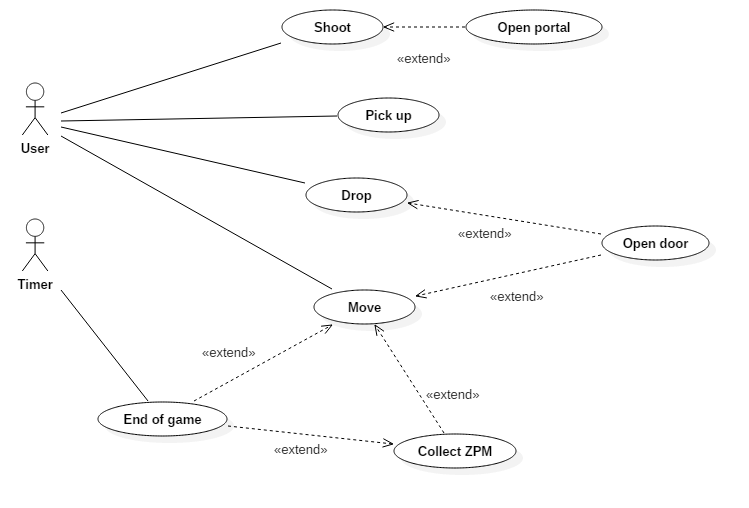 Shoot
Open portal
«extend»
Pick up
User
Drop
«extend»
Open door
Timer
«extend»
Move
«extend»
«extend»
End of game
«extend»
Collect ZPM